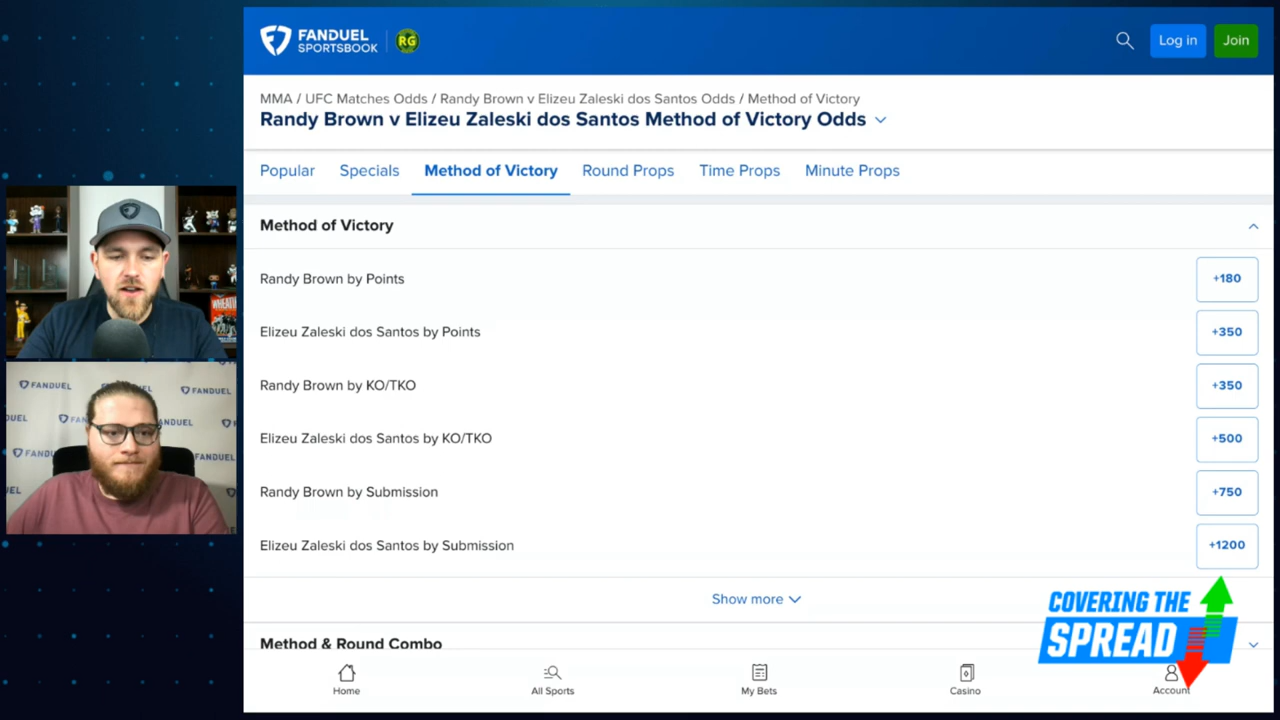 FANDUEL
SPORTSBOOK
RG
Log in
Join
MMA / UFC Matches Odds / Randy Brown v Elizeu Zaleski dos Santos Odds / Method of Victory
Randy Brown v Elizeu Zaleski dos Santos Method of Victory Odds
Popular Specials Method of Victory Round Props Time Props Minute Props
Method of Victory
Randy Brown by Points +180
Elizeu Zaleski dos Santos by Points +350
Randy Brown by KO/TKO +350
Elizeu Zaleski dos Santos by KO/TKO +500
Randy Brown by Submission +750
Elizeu Zaleski dos Santos by Submission +1200
Show more
Method & Round Combo
Home All Sports My Bets Casino Account
COVERING THE
SPREAD
FANDUEL
FANDUEL
FANDUEL